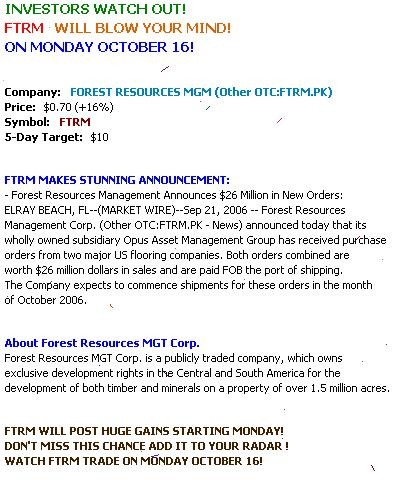 INVESTORS WATCH OUT!
FTRM WILL BLOW YOUR MIND!
ON MONDAY OCTOBER 16!
Company: FOREST RESOURCES MGM (Other OTC:FTRM.PK)
Price: $0.70 (+16%)
Symbol: FTRM
5-Day Target: $10
FTRM MAKES STUNNING ANNOUNCEMENT:
- Forest Resources Management Announces $26 Million in New Orders:
ELRAY BEACH, FL--(MARKET WIRE)--Sep 21, 2006 -- Forest Resources
Management Corp. (Other OTC:FTRM.PK - News) announced today that its
wholly owned subsidiary Opus Asset Management Group has received purchase
orders from two major US flooring companies. Both orders combined are
worth $26 million dollars in sales and are paid FOB the port of shipping.
The Company expects to commence shipments for these orders in the month
of October 2006.
About Forest Resources MGT Corp.
Forest Resources MGT Corp. is a publicly traded company, which owns
exclusive development rights in the Central and South America for the
development of both timber and minerals on a property of over 1.5 million acres.
FTRM WILL POST HUGE GAINS STARTING MONDAY!
DON'T MISS THIS CHANCE ADD IT TO YOUR RADAR !
WATCH FTRM TRADE ON MONDAY OCTOBER 16!